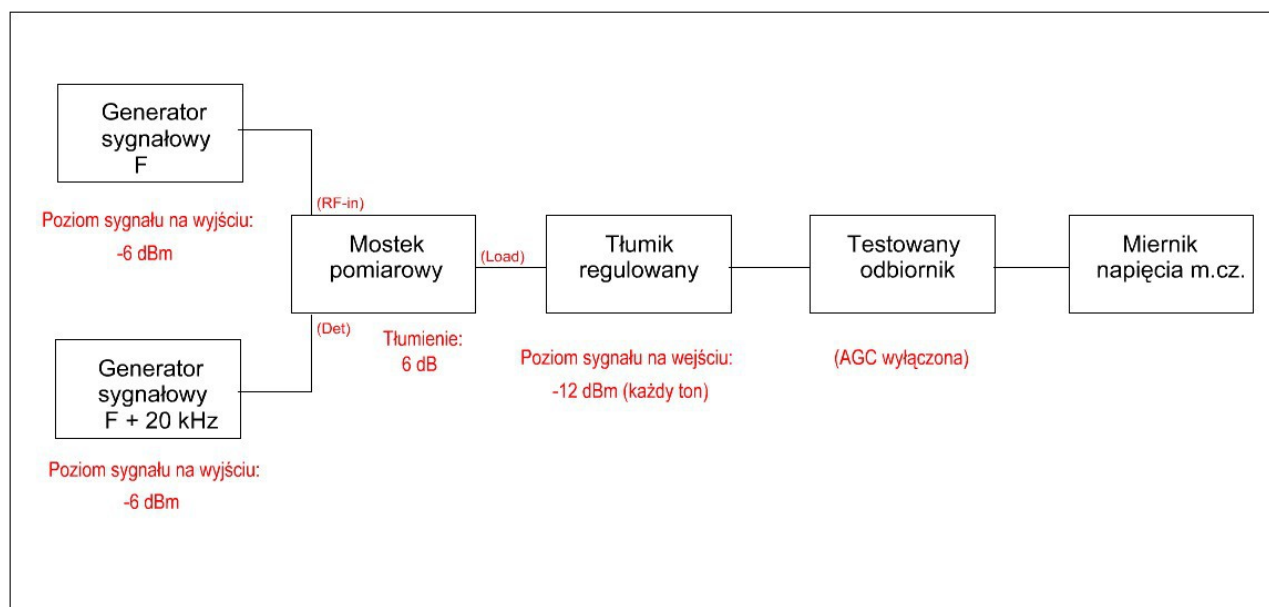 Generator
sygnałowy
F
Poziom sygnału na wyjściu:
-6 dBm
(RF-in)
Mostek
pomiarowy
(Load)
Tłumik
regulowany
Testowany
odbiornik
Miernik
napięcia m.cz.
(Det)
Tłumienie:
6 dB
Poziom sygnału na wejściu:
-12 dBm (każdy ton)
(AGC wyłączona)
Generator
sygnałowy
F + 20 kHz
Poziom sygnału na wyjściu:
-6 dBm